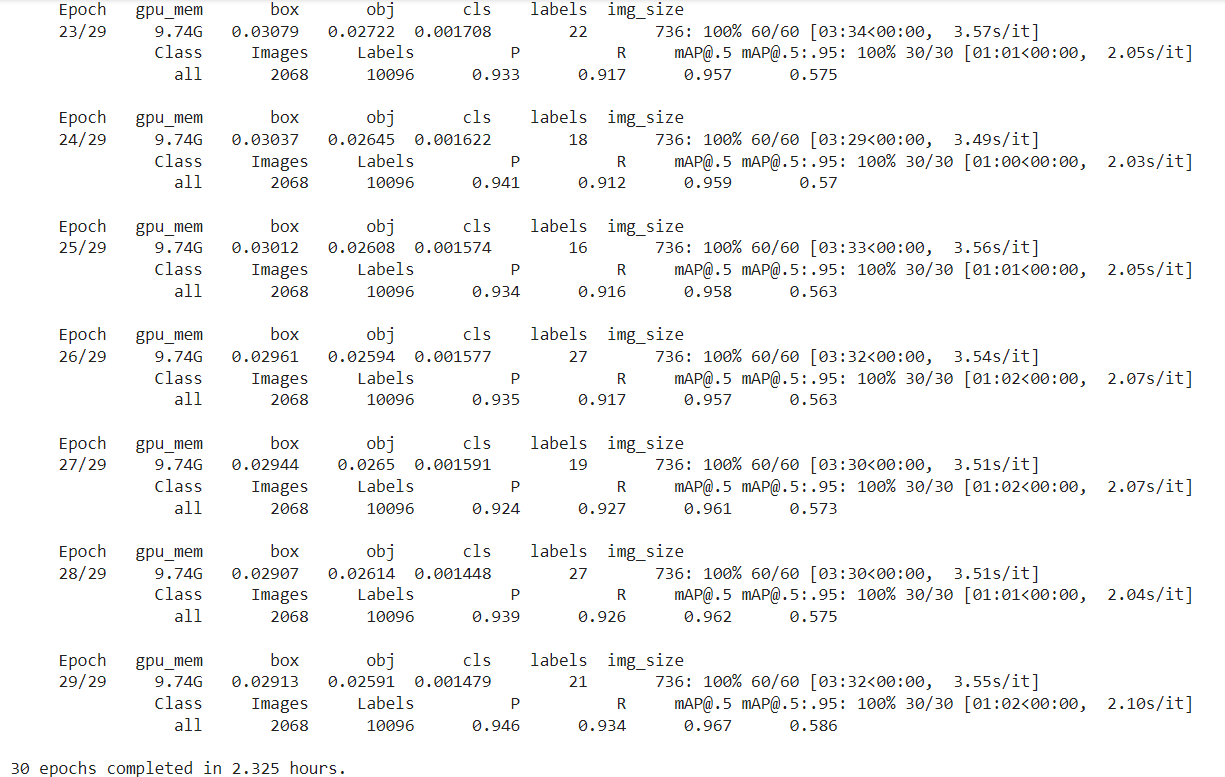 Epoch gpu_mem box obj cls labels img_size
23/29 9.74G 0.03079 0.02722 0.001708 22 736: 100% 60/60 [03:34<00:00, 3.57s/it]
Class Images Labels P R mAP@.5 mAP@.5:.95: 100% 30/30 [01:01<00:00, 2.05s/it]
all 2068 10096 0.933 0.917 0.957 0.575
Epoch gpu_mem box obj cls labels img_size
24/29 9.74G 0.03037 0.02645 0.001622 18 736: 100% 60/60 [03:29<00:00, 3.49s/it]
Class Images Labels P R mAP@.5 mAP@.5:.95: 100% 30/30 [01:00<00:00, 2.03s/it]
all 2068 10096 0.941 0.912 0.959 0.57
Epoch gpu_mem box obj cls labels img_size
25/29 9.74G 0.03012 0.02608 0.001574 16 736: 100% 60/60 [03:33<00:00, 3.56s/it]
Class Images Labels P R mAP@.5 mAP@.5:.95: 100% 30/30 [01:01<00:00, 2.05s/it]
all 2068 10096 0.934 0.916 0.958 0.563
Epoch gpu_mem box obj cls labels img_size
26/29 9.74G 0.02961 0.02594 0.001577 27 736: 100% 60/60 [03:32<00:00, 3.54s/it]
Class Images Labels P R mAP@.5 mAP@.5:.95: 100% 30/30 [01:02<00:00, 2.07s/it]
all 2068 10096 0.935 0.917 0.957 0.563
Epoch gpu_mem box obj cls labels img_size
27/29 9.74G 0.02944 0.0265 0.001591 19 736: 100% 60/60 [03:30<00:00, 3.51s/it]
Class Images Labels P R mAP@.5 mAP@.5:.95: 100% 30/30 [01:02<00:00, 2.07s/it]
all 2068 10096 0.924 0.927 0.961 0.573
Epoch gpu_mem box obj cls labels img_size
28/29 9.74G 0.02907 0.02614 0.001448 27 736: 100% 60/60 [03:30<00:00, 3.51s/it]
Class Images Labels P R mAP@.5 mAP@.5:.95: 100% 30/30 [01:01<00:00, 2.04s/it]
all 2068 10096 0.939 0.926 0.962 0.575
Epoch gpu_mem box obj cls labels img_size
29/29 9.74G 0.02913 0.02591 0.001479 21 736: 100% 60/60 [03:32<00:00, 3.55s/it]
Class Images Labels P R mAP@.5 mAP@.5:.95: 100% 30/30 [01:02<00:00, 2.10s/it]
all 2068 10096 0.946 0.934 0.967 0.586
30 epochs completed in 2.325 hours.